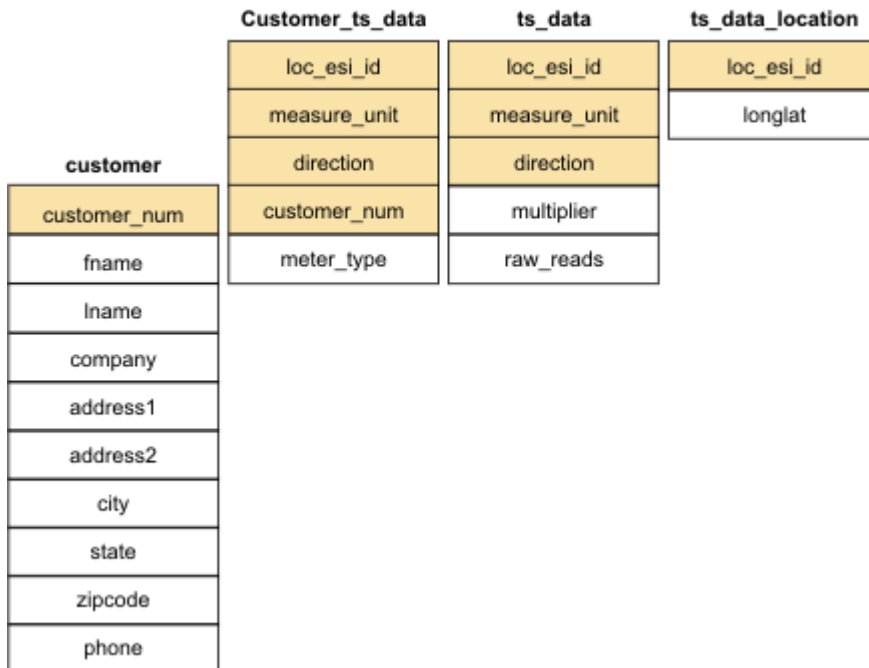 customer
customer_num
fname
lname
company
address1
address2
city
state
zipcode
phone
Customer_ts_data
loc_esi_id
measure_unit
direction
customer_num
meter_type
ts_data
loc_esi_id
measure_unit
direction
multiplier
raw_reads
ts_data_location
loc_esi_id
longlat